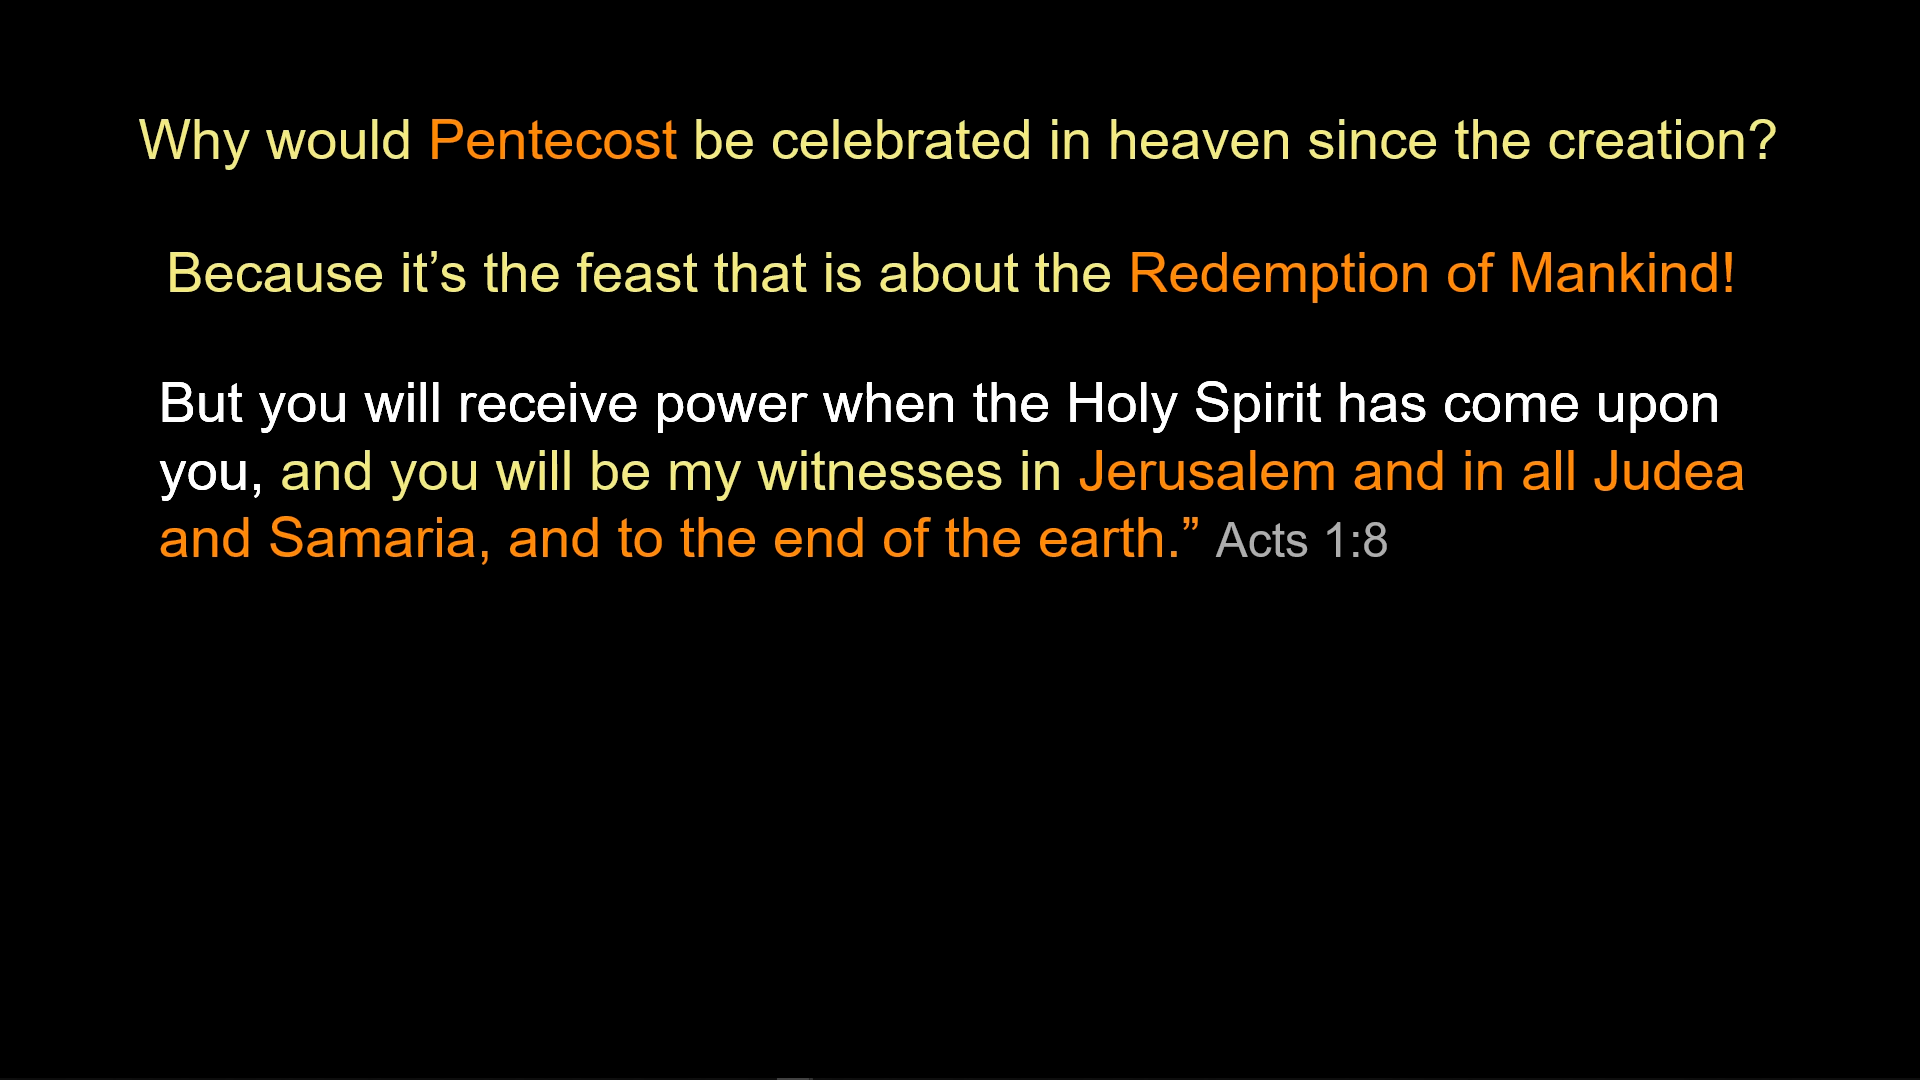 Why would Pentecost be celebrated in heaven since the creation?
Because it’s the feast that is about the Redemption of Mankind!
But you will receive power when the Holy Spirit has come upon
you, and you will be my witnesses in Jerusalem and in all Judea
and Samaria, and to the end of the earth.” Acts 1:8